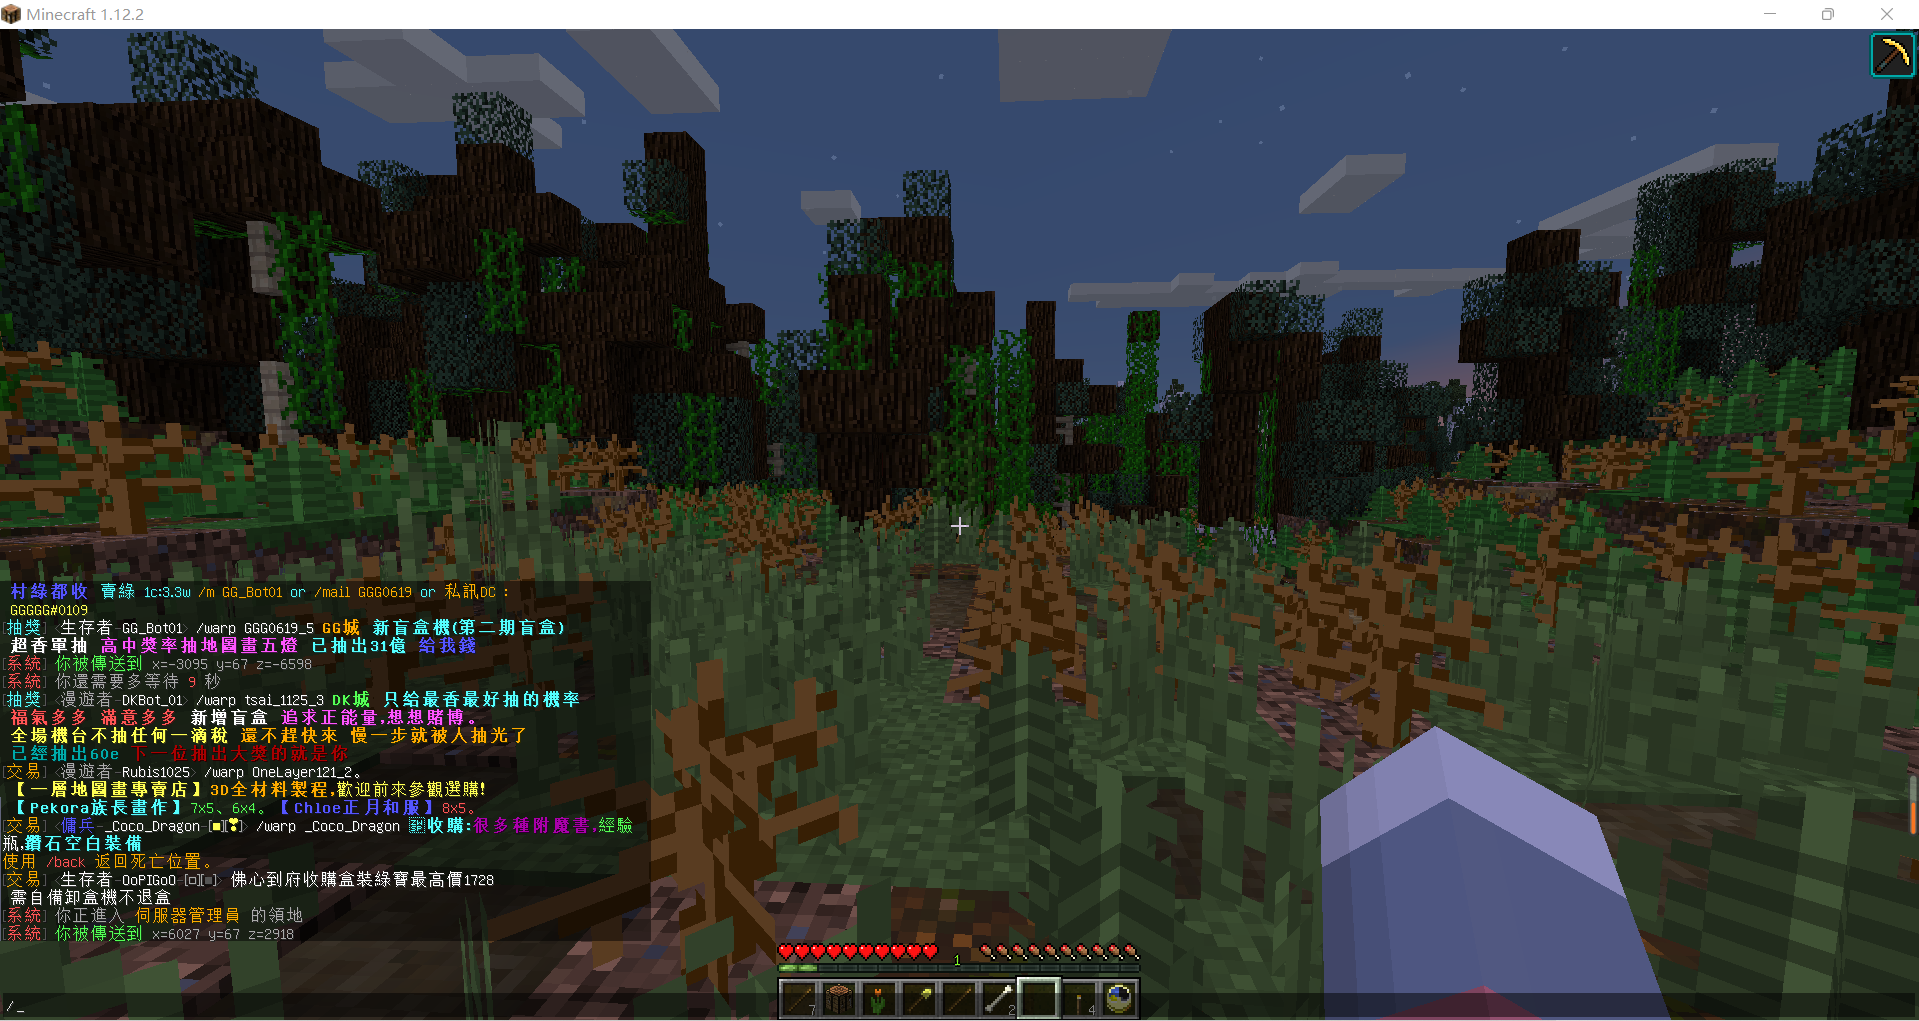 Minecraft 1.12.2
村綠都收 賣綠 1c:3.3w /m GG_Bot01 or /mail GGG0619 or 私訊DC :
GGGGG#0109
[抽獎] <生存者-GG_Bot01> /warp GGG0619_5 GG城 新盲盒機(第二期盲盒)
超香單抽 高中獎率抽地圖畫五燈 已抽出31億 給我錢
[系統] 你被傳送到 x=-3095 y=67 z=-6598
[系統] 你還需要多等待 9 秒
[抽獎] <漫遊者-DKBot_01> /warp tsai_1125_3 DK城 只給最香最好抽的機率
福氣多多 滿意多多 新增盲盒 追求正能量,想想賭博。
全場機台不抽任何一滴稅 還不趕快來 慢一步就被人抽光了
已經抽出60e 下一位抽出大獎的就是你
[交易] <漫遊者-Rubis1025> /warp OneLayer121_2。
【一層地圖畫專賣店】3D全材料製程,歡迎前來參觀選購!
【Pekora族長畫作】7x5、6x4。【Chloe正月和服】8x5。
[交易] <傭兵-_Coco_Dragon-[■][❣]> /warp _Coco_Dragon 收購:很多種附魔書,經驗
瓶,鑽石空白裝備
使用 /back 返回死亡位置。
[交易] <生存者-OoPIGoO-[□][■]> 佛心到府收購盒裝綠寶最高價1728
需自備卸盒機不退盒
[系統] 你正進入 伺服器管理員 的領地
[系統] 你被傳送到 x=6027 y=67 z=2918
1
7
2
4
/_